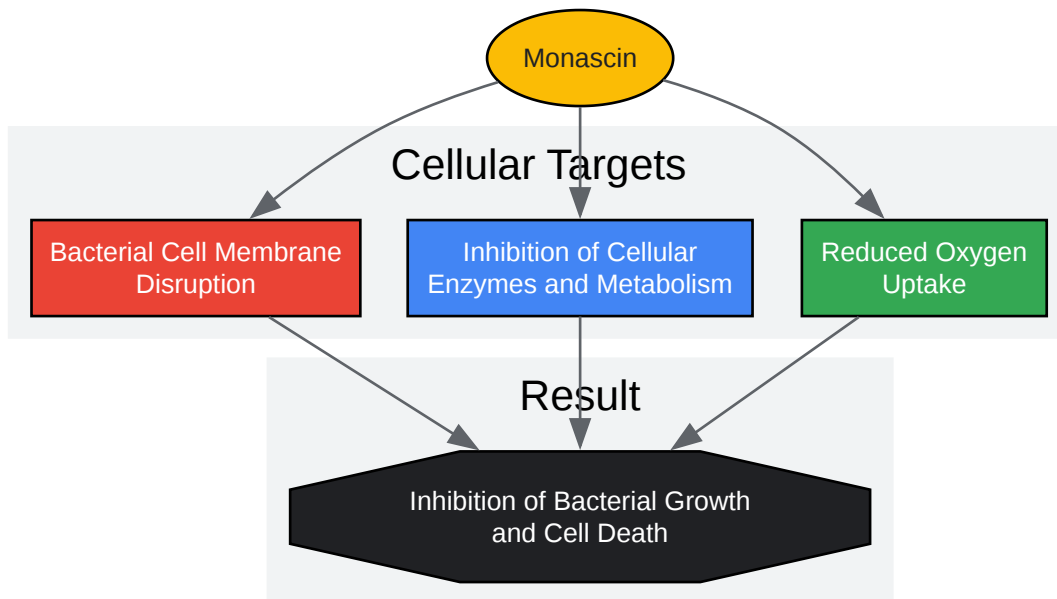 Monascin
Cellular Targets
Bacterial Cell Membrane
Disruption
Inhibition of Cellular
Enzymes and Metabolism
Reduced Oxygen
Uptake
Result
Inhibition of Bacterial Growth
and Cell Death